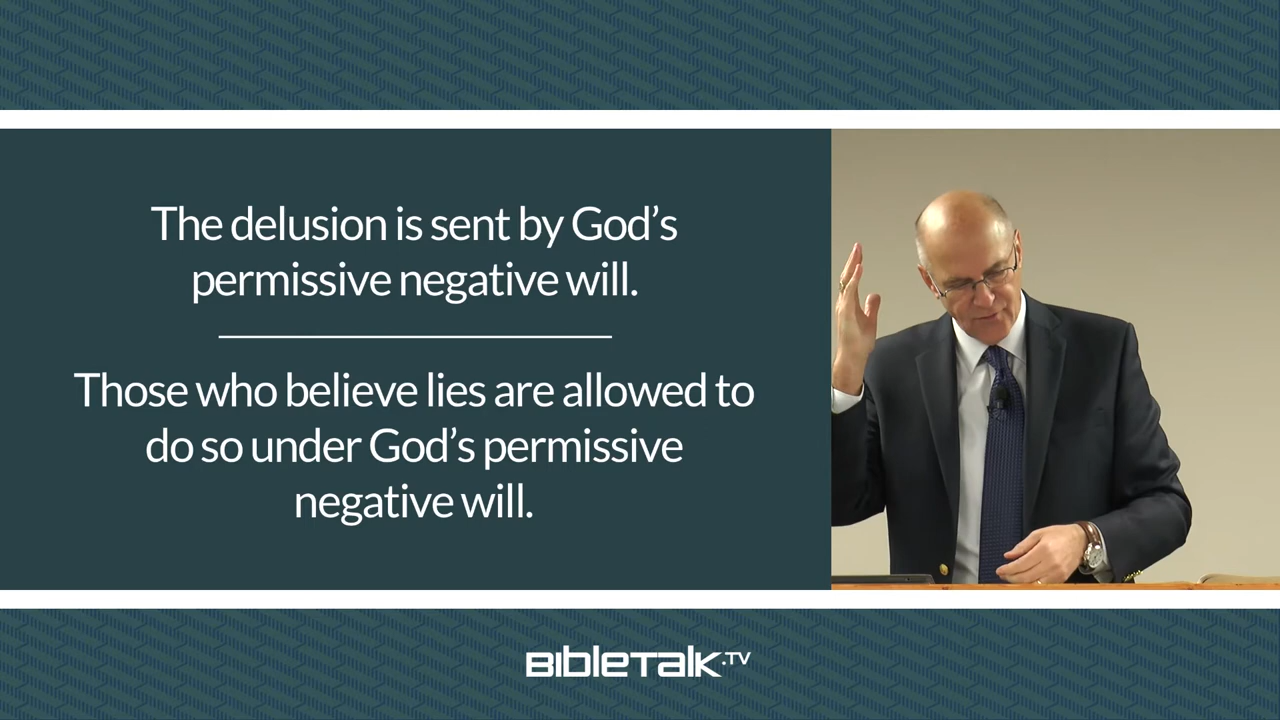 The delusion is sent by God’s
permissive negative will.
Those who believe lies are allowed to
do so under God’s permissive
negative will.
BIBLETALK.TV